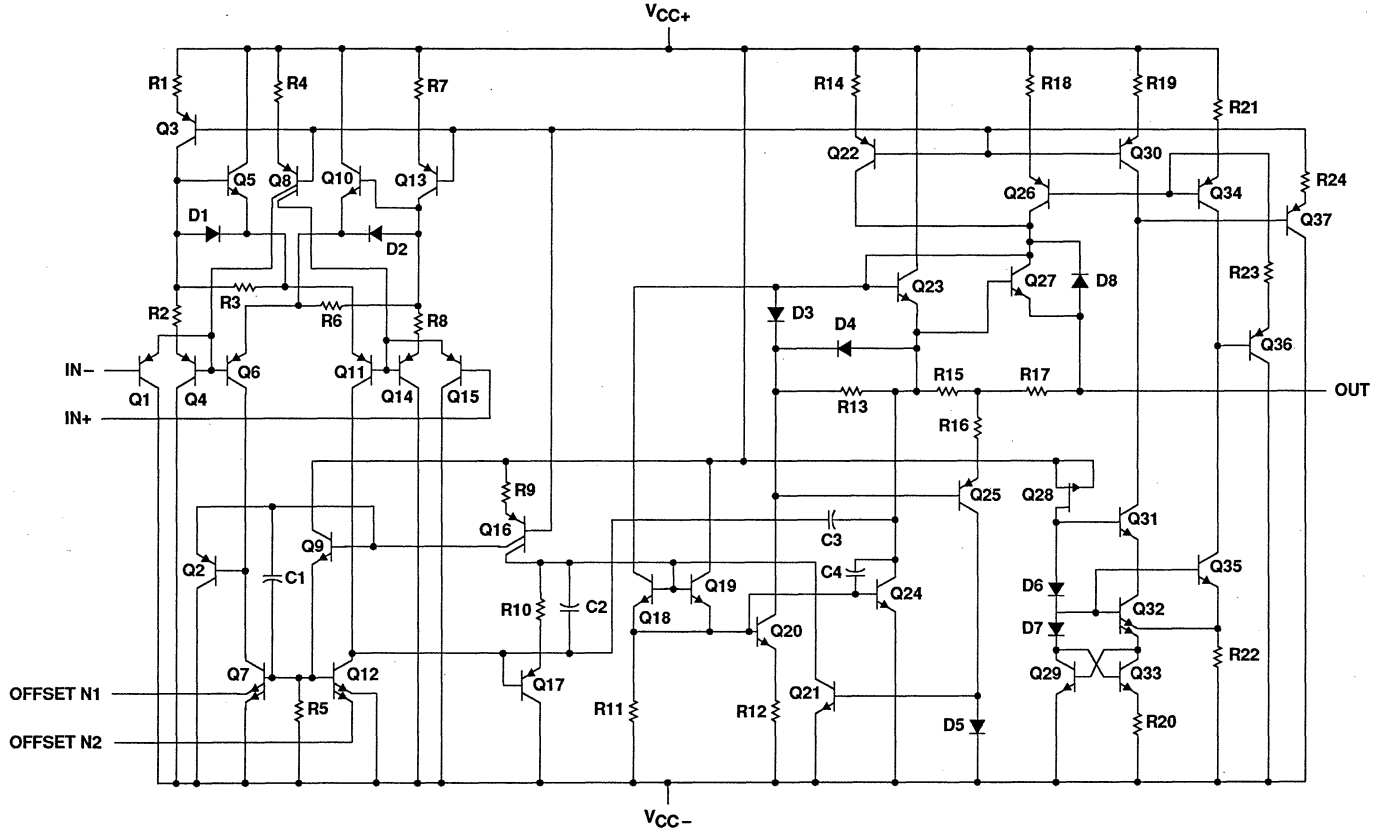 VCC+
R1
R4
R7
R14
R18
R19
R21
Q3
Q5
Q8
Q10
Q13
Q22
Q26
Q30
Q34
R24
Q37
D1
D2
R3
R6
R2
R8
Q23
Q27
D8
R23
D3
D4
Q36
IN−
Q1
Q4
Q6
Q11
Q14
Q15
R13
R15
R17
OUT
IN+
R16
R9
Q16
Q9
Q2
C1
C3
Q25
Q28
Q31
C4
Q24
Q35
R10
C2
Q18
Q19
Q20
D6
D7
Q32
Q7
Q12
Q17
Q21
Q29
Q33
R22
OFFSET N1
R5
R11
R12
D5
R20
OFFSET N2
VCC−